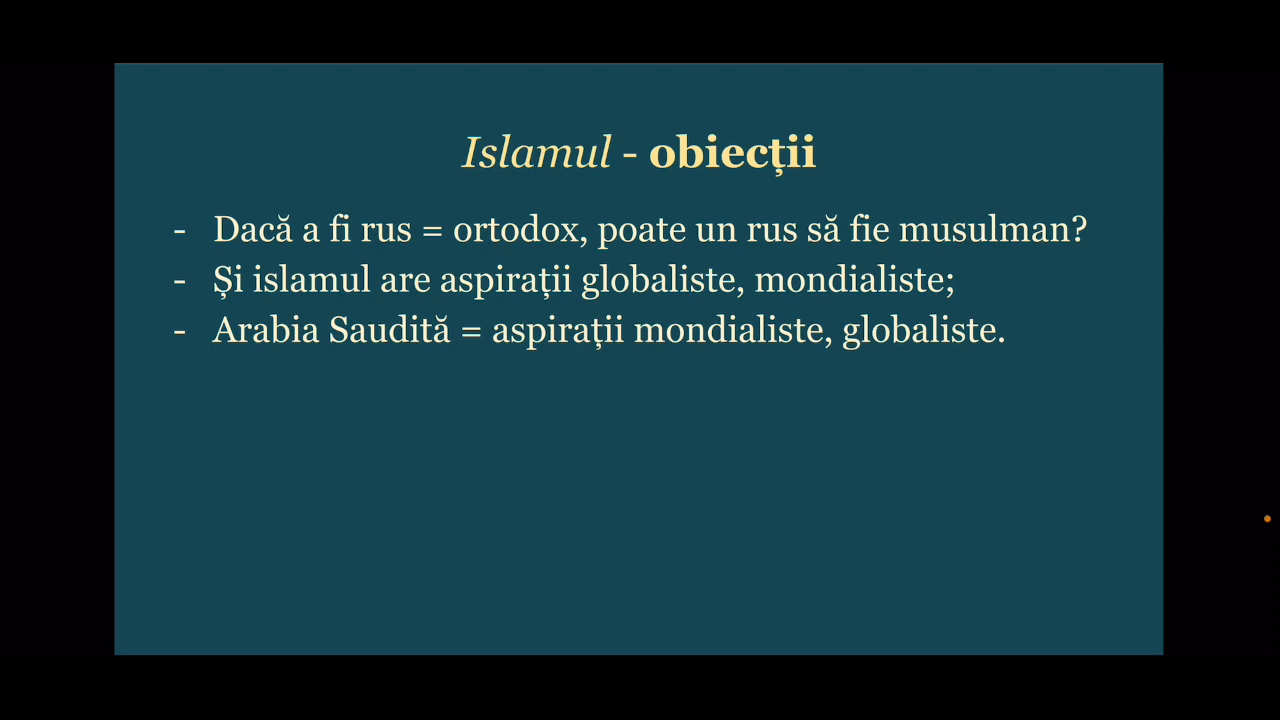 Islamul - obiecții
- Dacă a fi rus = ortodox, poate un rus să fie musulman?
- Și islamul are aspirații globaliste, mondialiste;
- Arabia Saudită = aspirații mondialiste, globaliste.